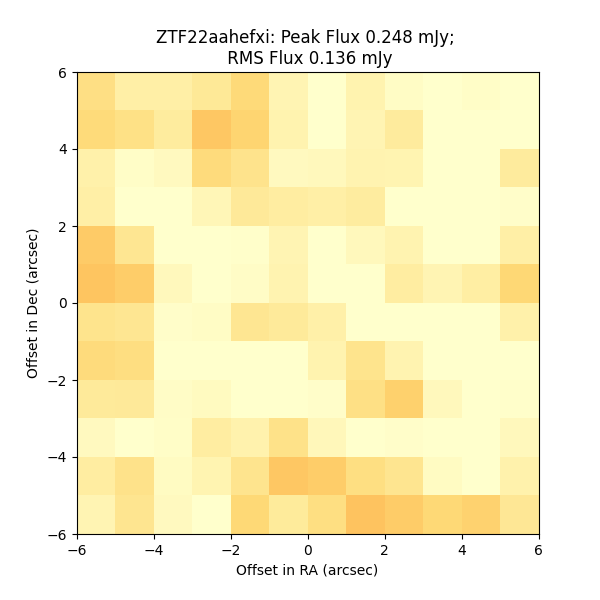 ZTF22aahefxi: Peak Flux 0.248 mJy;
RMS Flux 0.136 mJy
6
4
2
0
−2
−4
−6
Offset in Dec (arcsec)
−6 −4 −2 0 2 4 6
Offset in RA (arcsec)